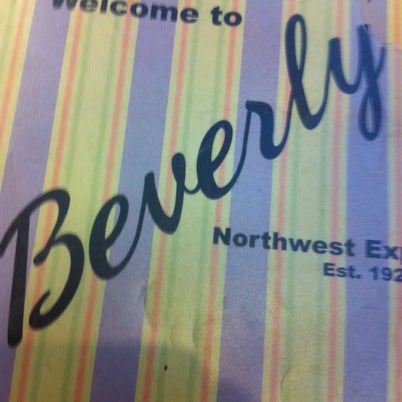 Welcome to
Beverly
Northwest Exp
Est. 192